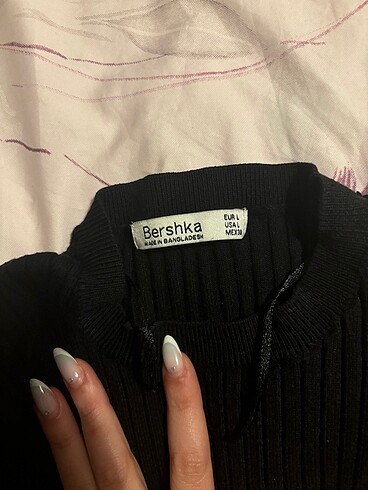 Bershka
MADE IN BANGLADESH
EUR L
USA L
MEX 30